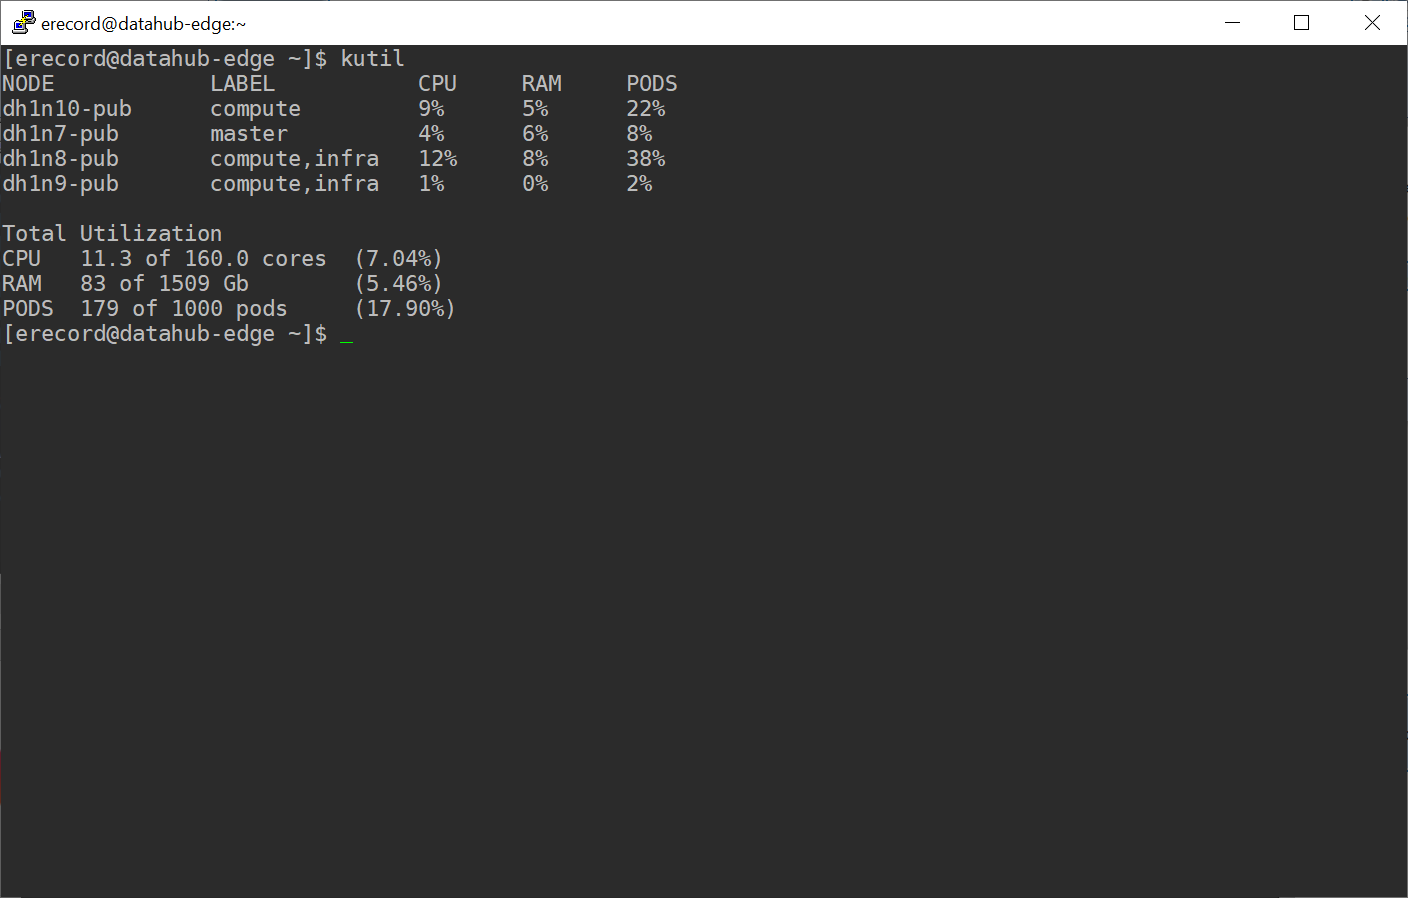 erecord@datahub-edge:~
[erecord@datahub-edge ~]$ kutil
NODE            LABEL           CPU     RAM     PODS
dh1n10-pub      compute         9%      5%      22%
dh1n7-pub       master          4%      6%      8%
dh1n8-pub       compute,infra   12%     8%      38%
dh1n9-pub       compute,infra   1%      0%      2%

Total Utilization
CPU   11.3 of 160.0 cores  (7.04%)
RAM   83 of 1509 Gb        (5.46%)
PODS  179 of 1000 pods     (17.90%)
[erecord@datahub-edge ~]$ _